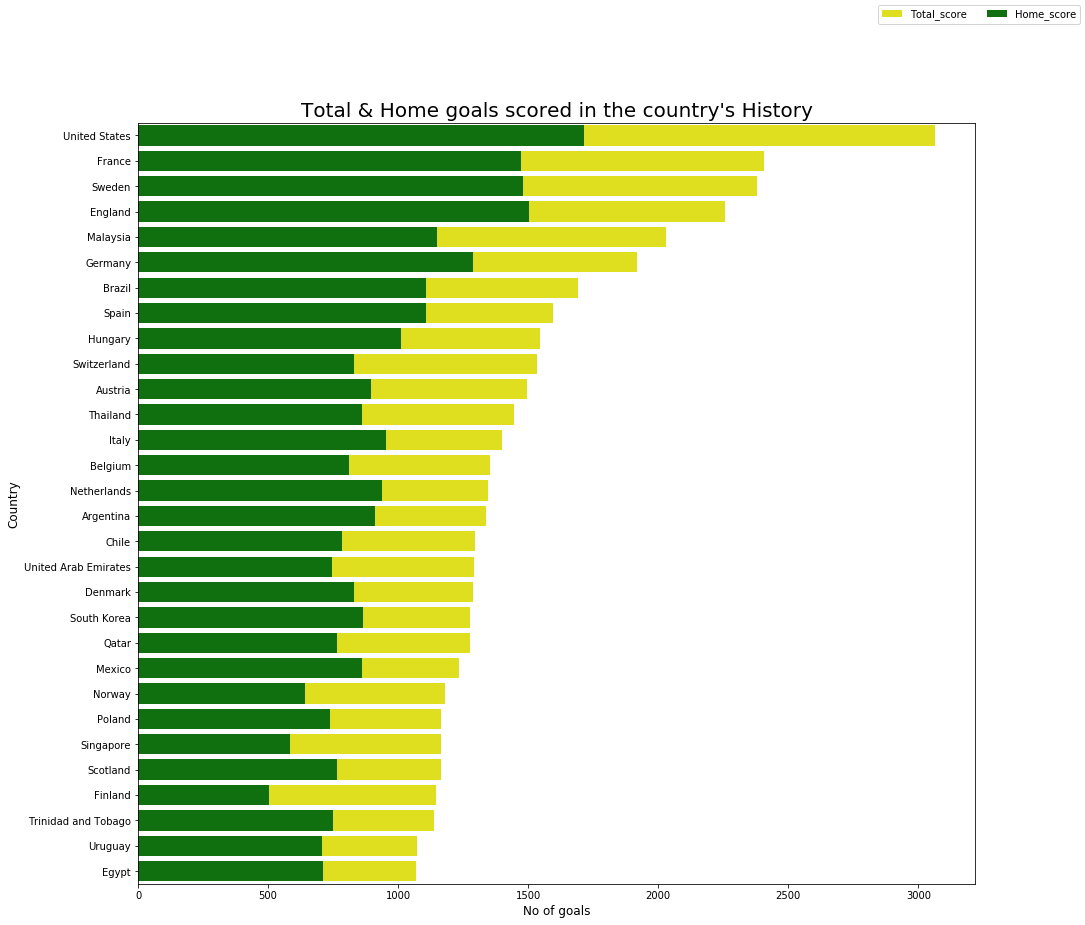 Total_score Home_score
Total & Home goals scored in the country's History
United States
France
Sweden
England
Malaysia
Germany
Brazil
Spain
Hungary
Switzerland
Austria
Thailand
Italy
Belgium
Netherlands
Argentina
Chile
United Arab Emirates
Denmark
South Korea
Qatar
Mexico
Norway
Poland
Singapore
Scotland
Finland
Trinidad and Tobago
Uruguay
Egypt
Country
0 500 1000 1500 2000 2500 3000
No of goals